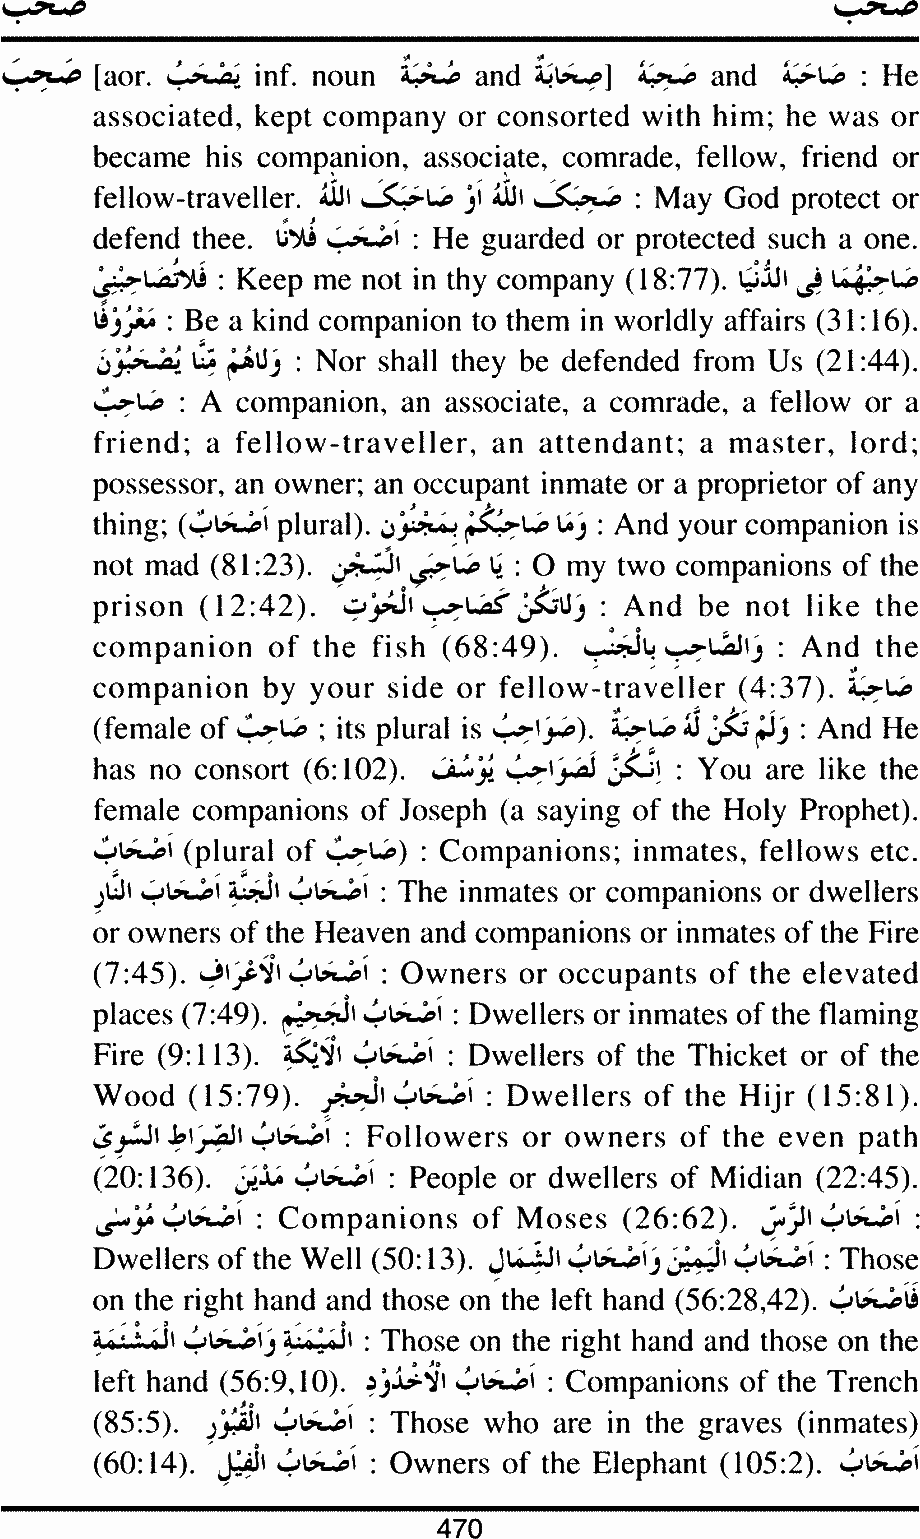 صحب صحب
صَحِبَ [aor. يَصْحَبُ inf. noun صُحْبَةٌ and صَحَابَةٌ] صَحِبَهُ and صَاحَبَهُ : He
associated, kept company or consorted with him; he was or
became his companion, associate, comrade, fellow, friend or
fellow-traveller. صَحِبَکَ اللّٰهُ اَوْ صَاحَبَکَ اللّٰهُ : May God protect or
defend thee. اَصْحَبَ فُلَانًا : He guarded or protected such a one.
فَلَا تُصَاحِبْنِيْ : Keep me not in thy company (18:77). صَاحِبْهُمَا فِى الدُّنْيَا
مَعْرُوْفًا : Be a kind companion to them in worldly affairs (31:16).
وَلَاهُمْ مِّنَّا يُصْحَبُوْنَ : Nor shall they be defended from Us (21:44).
صَاحِبٌ : A companion, an associate, a comrade, a fellow or a
friend; a fellow-traveller, an attendant; a master, lord;
possessor, an owner; an occupant inmate or a proprietor of any
thing; (اَصْحَابٌ plural). وَمَا صَاحِبُكُمْ بِمَجْنُوْنٍ : And your companion is
not mad (81:23). يَا صَاحِبَيِ السِّجْنِ : O my two companions of the
prison (12:42). وَلَاتَكُنْ كَصَاحِبِ الْحُوْتِ : And be not like the
companion of the fish (68:49). وَالصَّاحِبِ بِالْجَنْبِ : And the
companion by your side or fellow-traveller (4:37). صَاحِبَةٌ
(female of صَاحِبٌ ; its plural is صَوَاحِبُ). وَلَمْ تَكُنْ لَهُ صَاحِبَةٌ : And He
has no consort (6:102). اِنَّكُنَّ لَصَوَاحِبُ يُوْسُفَ : You are like the
female companions of Joseph (a saying of the Holy Prophet).
اَصْحَابٌ (plural of صَاحِبٌ) : Companions; inmates, fellows etc.
اَصْحَابُ الْجَنَّةِ اَصْحَابَ النَّارِ : The inmates or companions or dwellers
or owners of the Heaven and companions or inmates of the Fire
(7:45). اَصْحَابُ الْاَعْرَافِ : Owners or occupants of the elevated
places (7:49). اَصْحَابُ الْجَحِيْمِ : Dwellers or inmates of the flaming
Fire (9:113). اَصْحَابُ الْاَيْكَةِ : Dwellers of the Thicket or of the
Wood (15:79). اَصْحَابُ الْحِجْرِ : Dwellers of the Hijr (15:81).
اَصْحَابُ الصِّرَاطِ السَّوِيِّ : Followers or owners of the even path
(20:136). اَصْحَابُ مَدْيَنَ : People or dwellers of Midian (22:45).
اَصْحَابُ مُوْسٰى : Companions of Moses (26:62). اَصْحَابُ الرَّسِّ :
Dwellers of the Well (50:13). اَصْحَابُ الْيَمِيْنِ وَاَصْحَابُ الشِّمَالِ : Those
on the right hand and those on the left hand (56:28,42). فَاَصْحَابُ
الْمَيْمَنَةِ وَاَصْحَابُ الْمَشْئَمَةِ : Those on the right hand and those on the
left hand (56:9,10). اَصْحَابُ الْاُخْدُوْدِ : Companions of the Trench
(85:5). اَصْحَابُ الْقُبُوْرِ : Those who are in the graves (inmates)
(60:14). اَصْحَابُ الْفِيْلِ : Owners of the Elephant (105:2). اَصْحَابُ
470